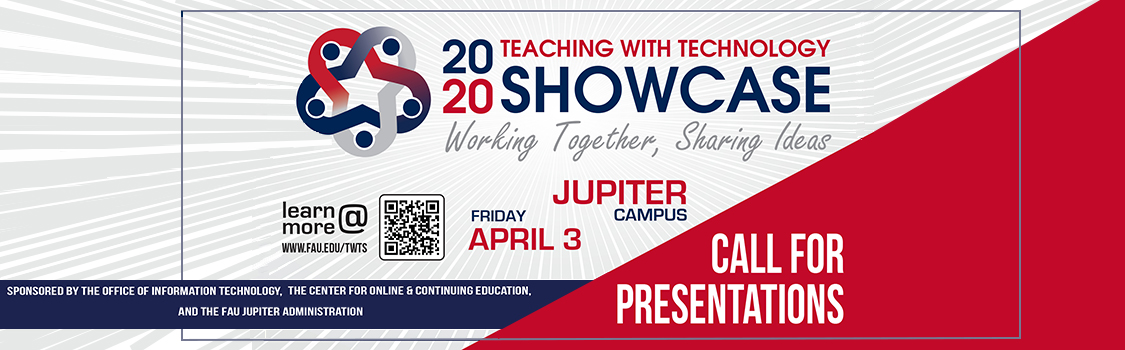 2020 TEACHING WITH TECHNOLOGY
SHOWCASE
Working Together, Sharing Ideas
learn more @
WWW.FAU.EDU/TWTS
FRIDAY
APRIL 3
JUPITER
CAMPUS
CALL FOR
PRESENTATIONS
SPONSORED BY THE OFFICE OF INFORMATION TECHNOLOGY, THE CENTER FOR ONLINE & CONTINUING EDUCATION,
AND THE FAU JUPITER ADMINISTRATION